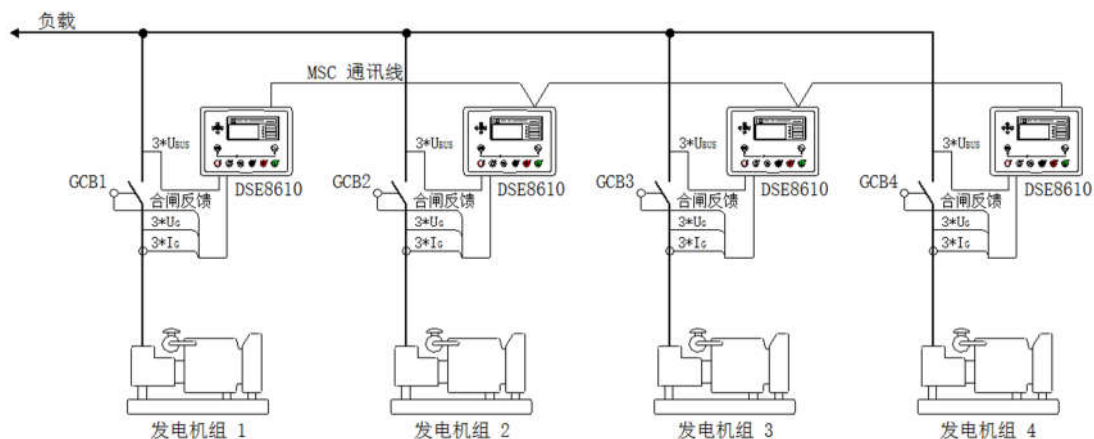 负载
MSC 通讯线
3*UBUS
3*UBUS
3*UBUS
3*UBUS
GCB1
DSE8610
GCB2
DSE8610
GCB3
DSE8610
GCB4
DSE8610
合闸反馈
合闸反馈
合闸反馈
合闸反馈
3*UG
3*UG
3*UG
3*UG
3*IG
3*IG
3*IG
3*IG
发电机组 1
发电机组 2
发电机组 3
发电机组 4